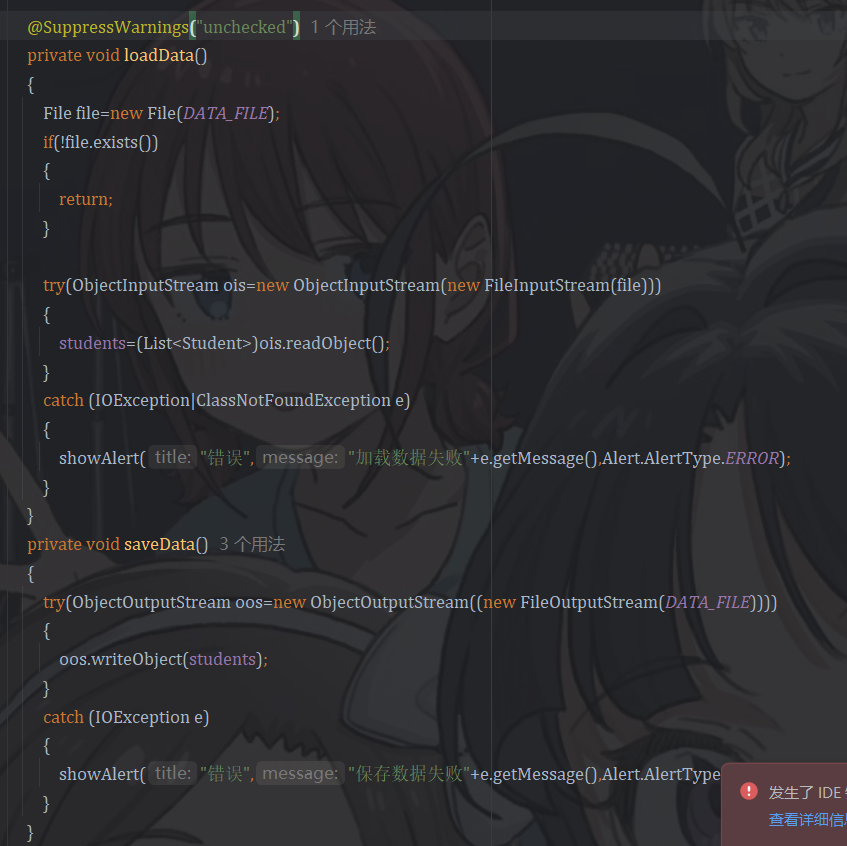 @SuppressWarnings("unchecked") 1 个用法
private void loadData()
{
File file=new File(DATA_FILE);
if(!file.exists())
{
return;
}
try(ObjectInputStream ois=new ObjectInputStream(new FileInputStream(file)))
{
students=(List<Student>)ois.readObject();
}
catch (IOException|ClassNotFoundException e)
{
showAlert( title: "错误", message: "加载数据失败"+e.getMessage(),Alert.AlertType.ERROR);
}
}
private void saveData() 3 个用法
{
try(ObjectOutputStream oos=new ObjectOutputStream((new FileOutputStream(DATA_FILE))))
{
oos.writeObject(students);
}
catch (IOException e)
{
showAlert( title: "错误", message: "保存数据失败"+e.getMessage(),Alert.AlertType
}
}
发生了 IDE
查看详细信息